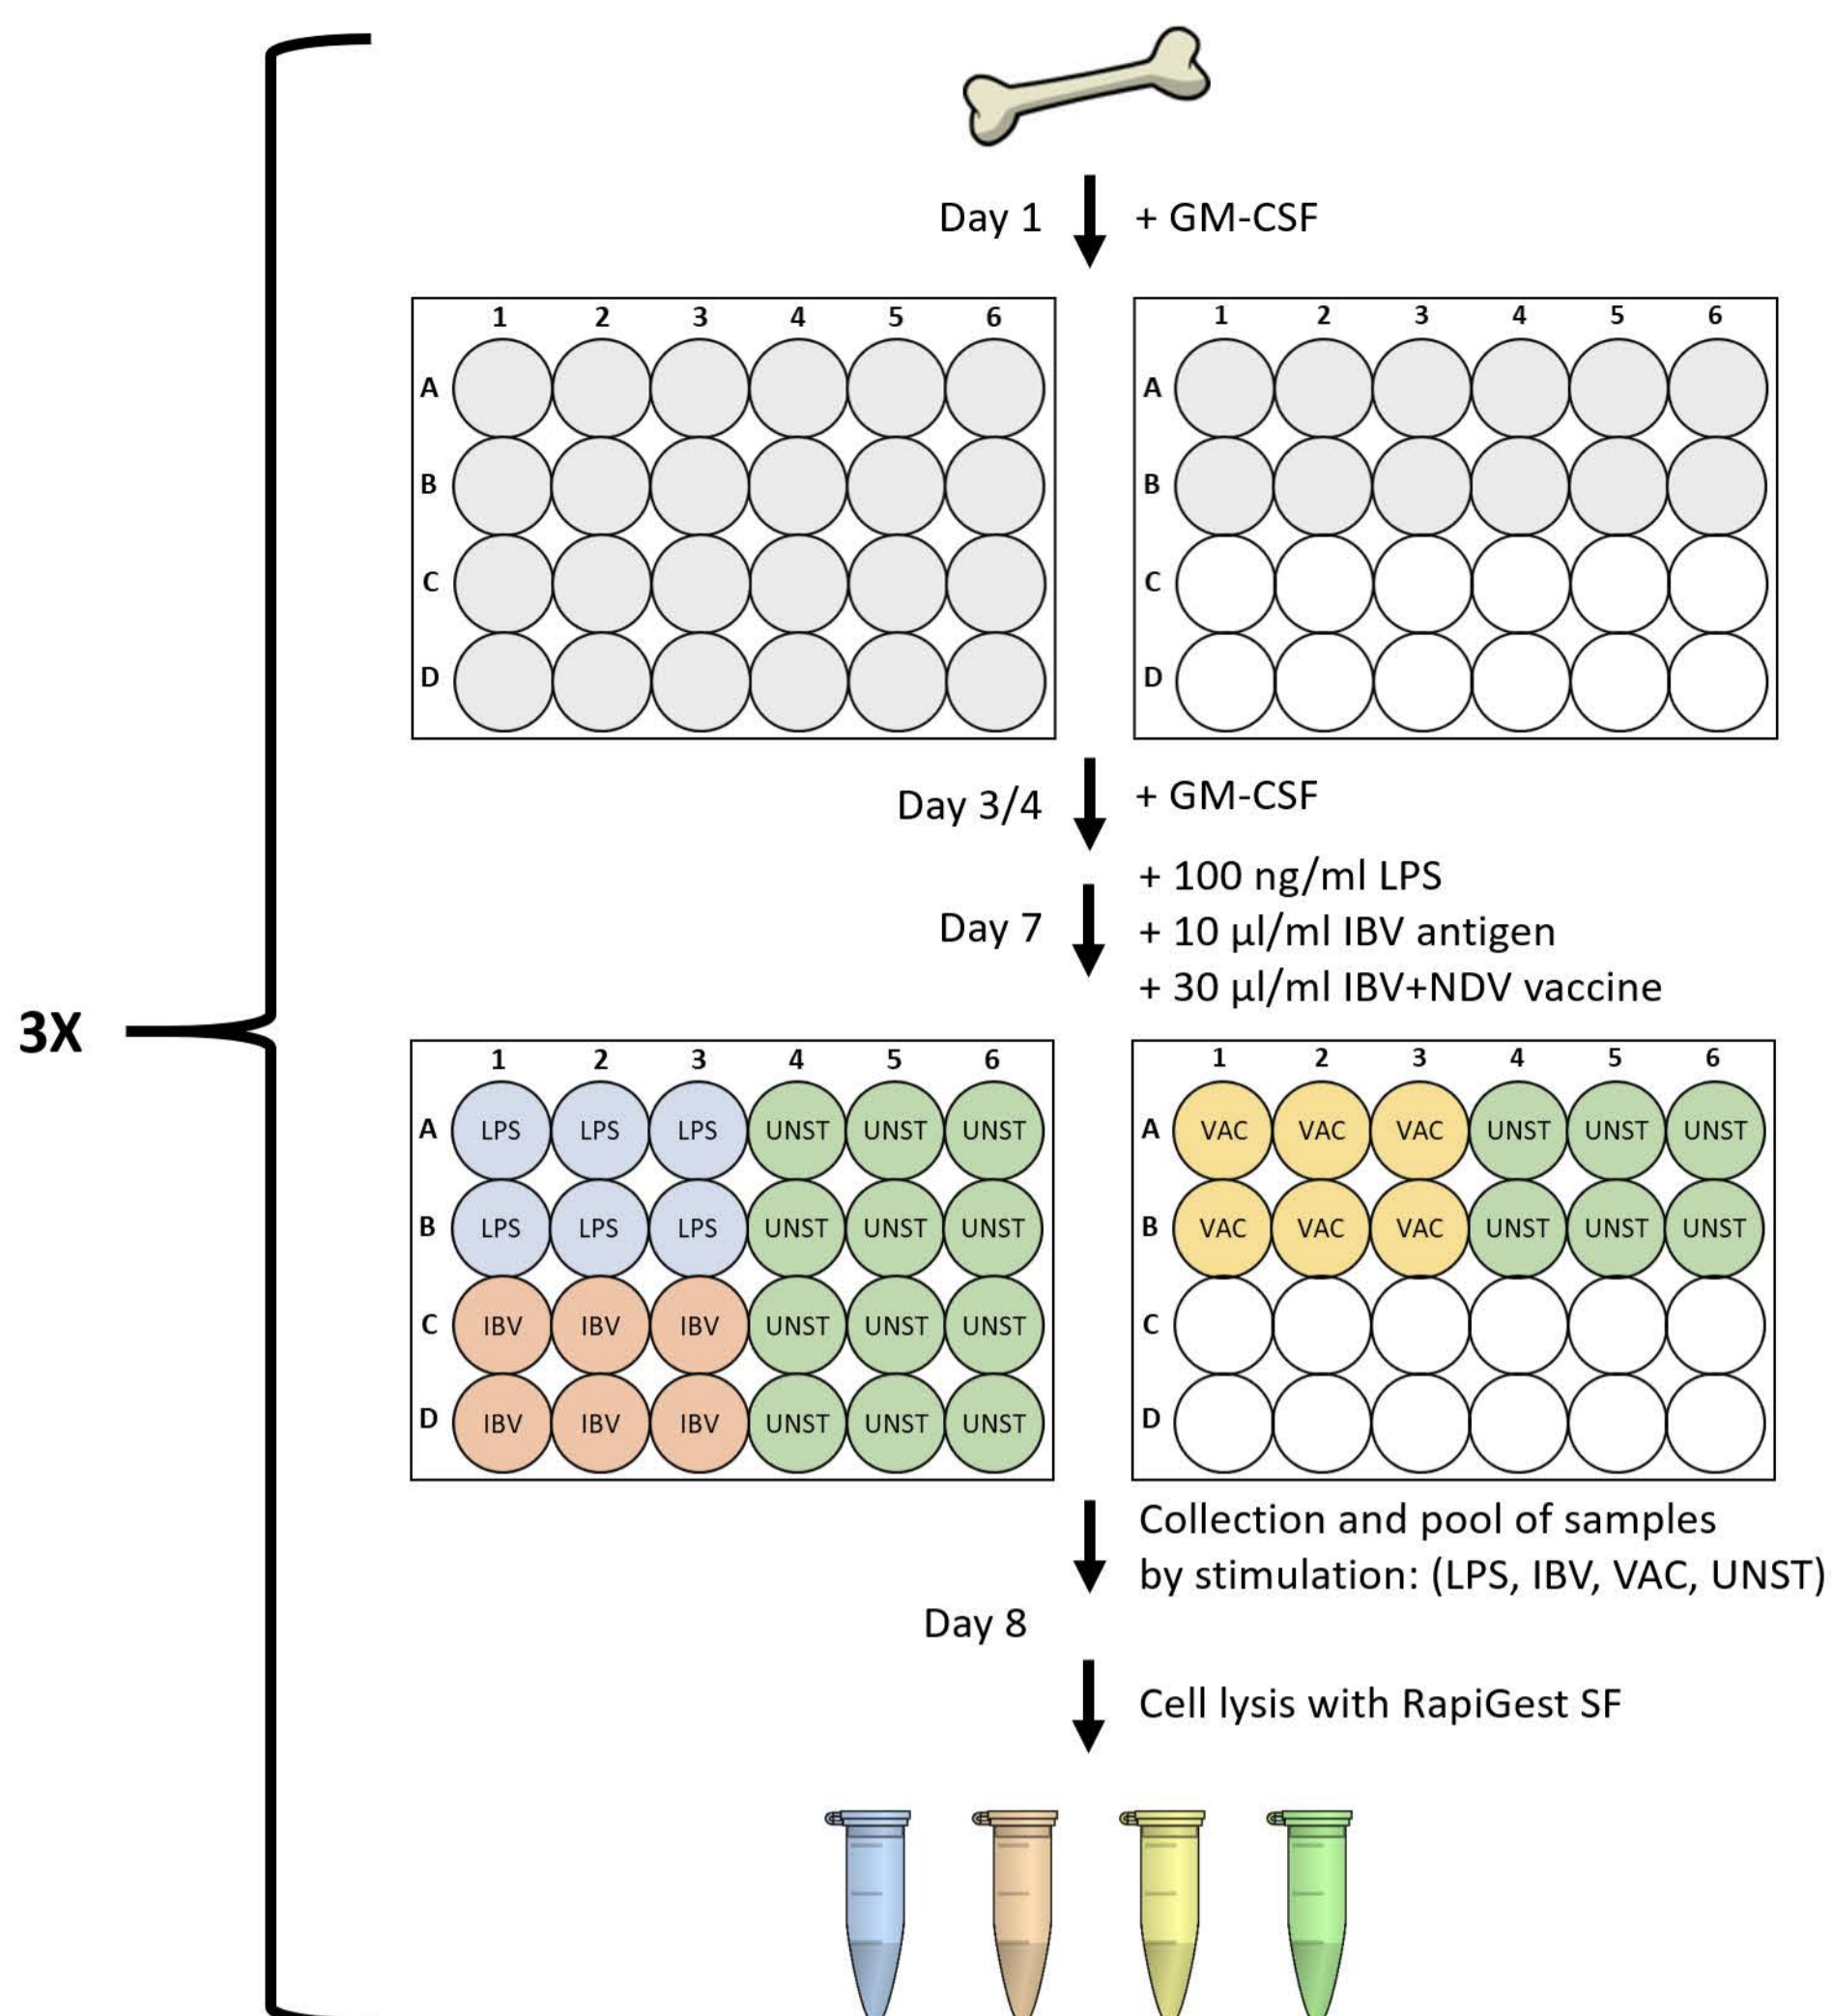 Day 1 + GM-CSF
1 2 3 4 5 6
A
B
C
D
1 2 3 4 5 6
A
B
C
D
Day 3/4 + GM-CSF
Day 7
+ 100 ng/ml LPS
+ 10 µl/ml IBV antigen
+ 30 µl/ml IBV+NDV vaccine
3X
1 2 3 4 5 6
A LPS LPS LPS UNST UNST UNST
B LPS LPS LPS UNST UNST UNST
C IBV IBV IBV UNST UNST UNST
D IBV IBV IBV UNST UNST UNST
1 2 3 4 5 6
A VAC VAC VAC UNST UNST UNST
B VAC VAC VAC UNST UNST UNST
C
D
Collection and pool of samples
by stimulation: (LPS, IBV, VAC, UNST)
Day 8
Cell lysis with RapiGest SF